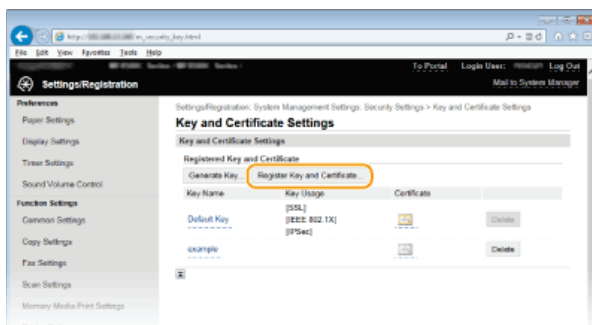 http://
m_security_key.html
File Edit View Favorites Tools Help
To Portal Login User: Log Out
Settings/Registration
Mail to System Manager
Preferences
Paper Settings
Display Settings
Timer Settings
Sound/Volume Control
Function Settings
Common Settings
Copy Settings
Fax Settings
Scan Settings
Memory Media Print Settings
Settings/Registration: System Management Settings: Security Settings > Key and Certificate Settings
Key and Certificate Settings
Key and Certificate Settings
Registered Key and Certificate
Generate Key... Register Key and Certificate...
Key Name Key Usage Certificate
Default Key
[SSL]
[IEEE 802.1X]
[IPSec]
Delete
example
Delete